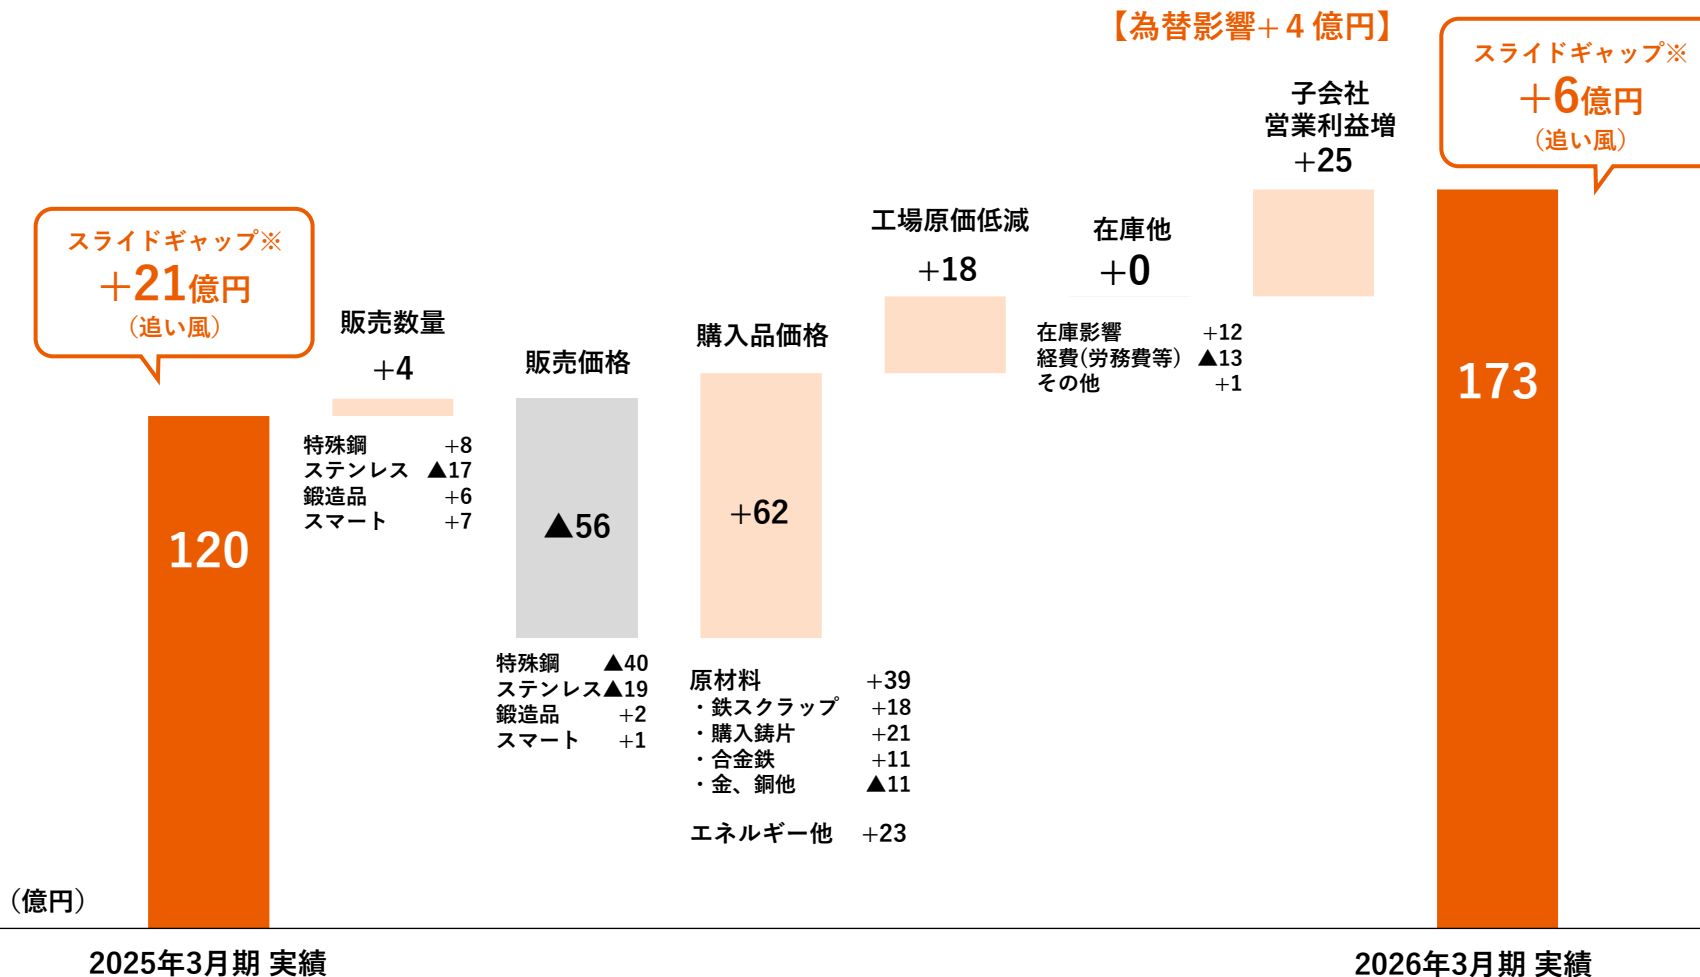 【為替影響+４億円】
スライドギャップ※
+6億円
（追い風）
子会社
営業利益増
+25
スライドギャップ※
+21億円
（追い風）
販売数量
+4
特殊鋼 +8
ステンレス ▲17
鍛造品 +6
スマート +7
販売価格
▲56
特殊鋼 ▲40
ステンレス▲19
鍛造品 +2
スマート +1
購入品価格
+62
原材料 +39
・鉄スクラップ +18
・購入鋳片 +21
・合金鉄 +11
・金、銅他 ▲11
エネルギー他 +23
工場原価低減
+18
在庫他
+0
在庫影響 +12
経費(労務費等) ▲13
その他 +1
120
173
（億円）
2025年3月期 実績
2026年3月期 実績